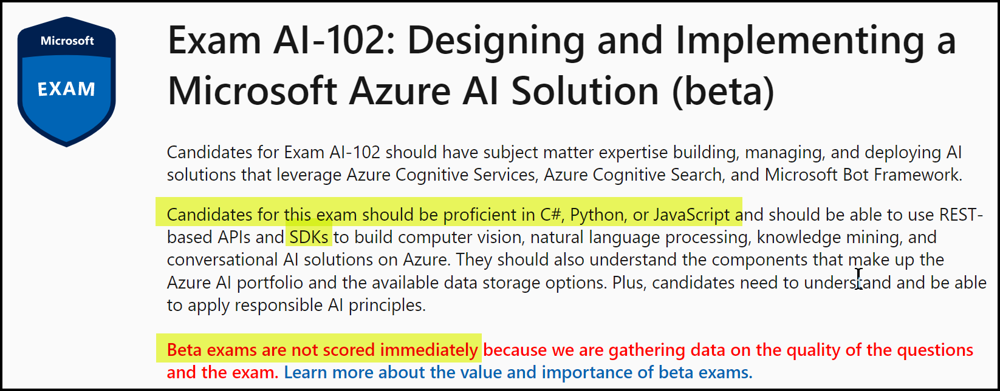 Microsoft
EXAM
Exam AI-102: Designing and Implementing a
Microsoft Azure AI Solution (beta)
Candidates for Exam AI-102 should have subject matter expertise building, managing, and deploying AI
solutions that leverage Azure Cognitive Services, Azure Cognitive Search, and Microsoft Bot Framework.
Candidates for this exam should be proficient in C#, Python, or JavaScript and should be able to use REST-
based APIs and SDKs to build computer vision, natural language processing, knowledge mining, and
conversational AI solutions on Azure. They should also understand the components that make up the
Azure AI portfolio and the available data storage options. Plus, candidates need to understand and be able
to apply responsible AI principles.
Beta exams are not scored immediately because we are gathering data on the quality of the questions
and the exam. Learn more about the value and importance of beta exams.